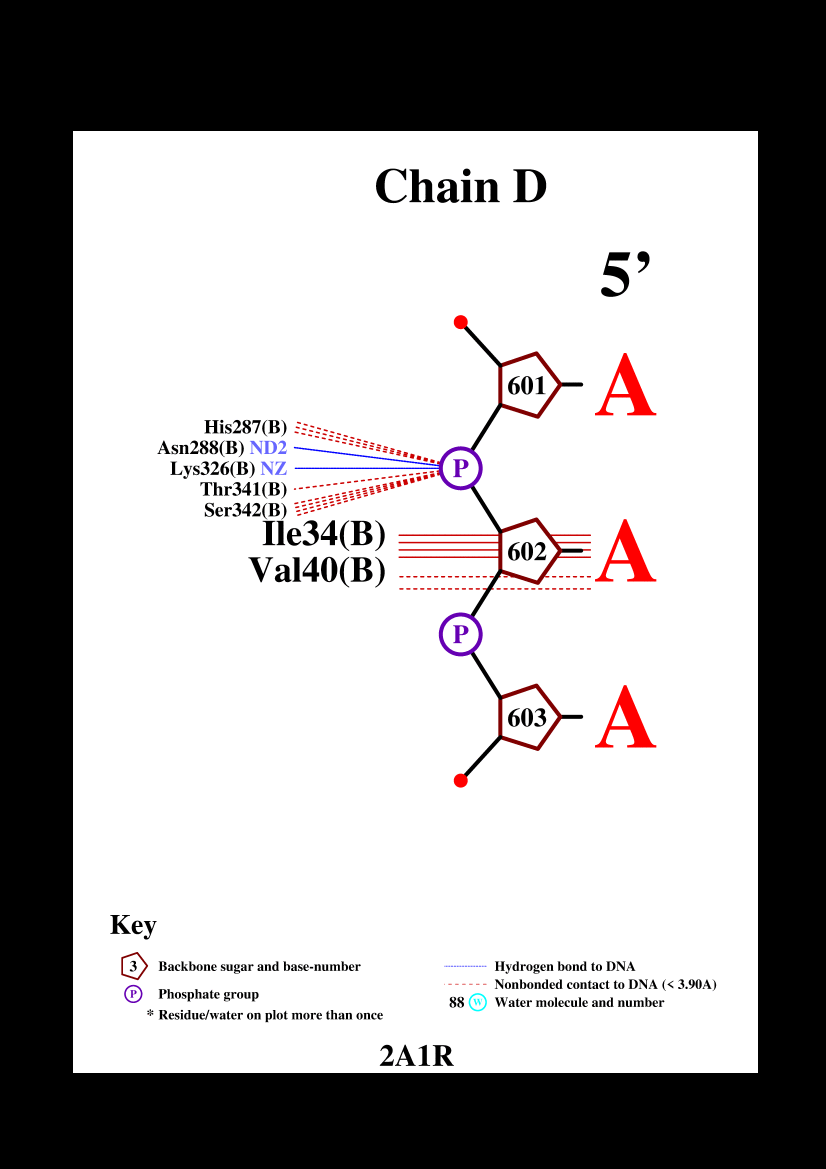 Chain D
5’
601 A
His287(B)
Asn288(B) ND2
Lys326(B) NZ
P
Thr341(B)
Ser342(B)
Ile34(B)
602 A
Val40(B)
P
603 A
Key
3 Backbone sugar and base-number
P Phosphate group
* Residue/water on plot more than once
Hydrogen bond to DNA
Nonbonded contact to DNA (< 3.90A)
88 W Water molecule and number
2A1R